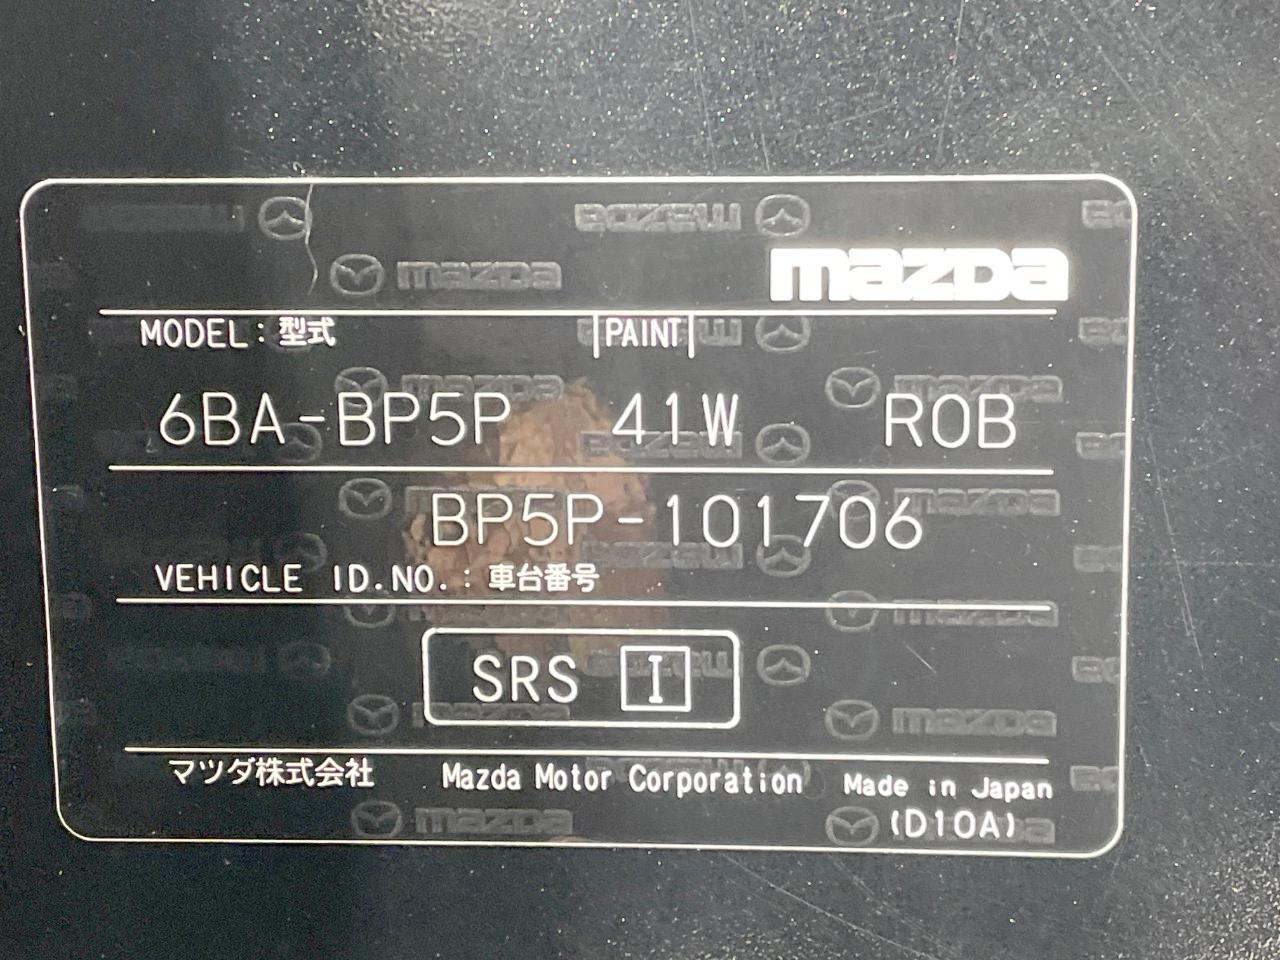 mazda
MODEL: 型式 PAINT
6BA-BP5P 41W R0B
BP5P-101706
VEHICLE ID.NO.: 車台番号
SRS I
マツダ株式会社 Mazda Motor Corporation Made in Japan
(D10A)